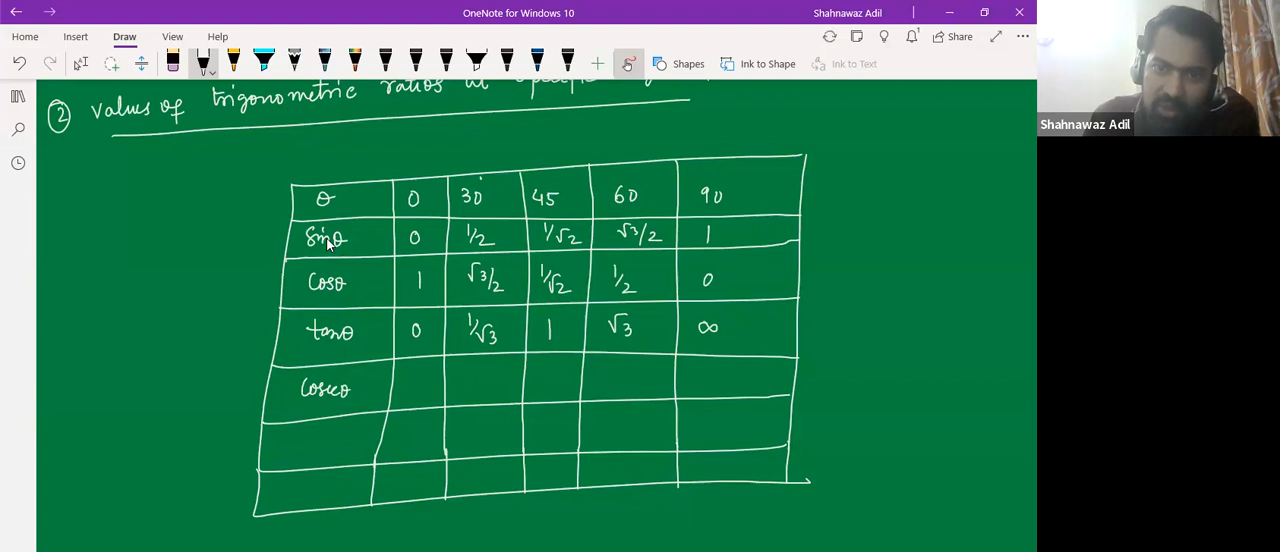 OneNote for Windows 10
Shahnawaz Adil
Home Insert Draw View Help
Share
Shapes Ink to Shape Ink to Text
② values of trigonometric ratios at
Shahnawaz Adil
θ 0 30 45 60 90
Sinθ 0 1/2 1/√2 √3/2 1
Cosθ 1 √3/2 1/√2 1/2 0
tanθ 0 1/√3 1 √3 ∞
Cosecθ